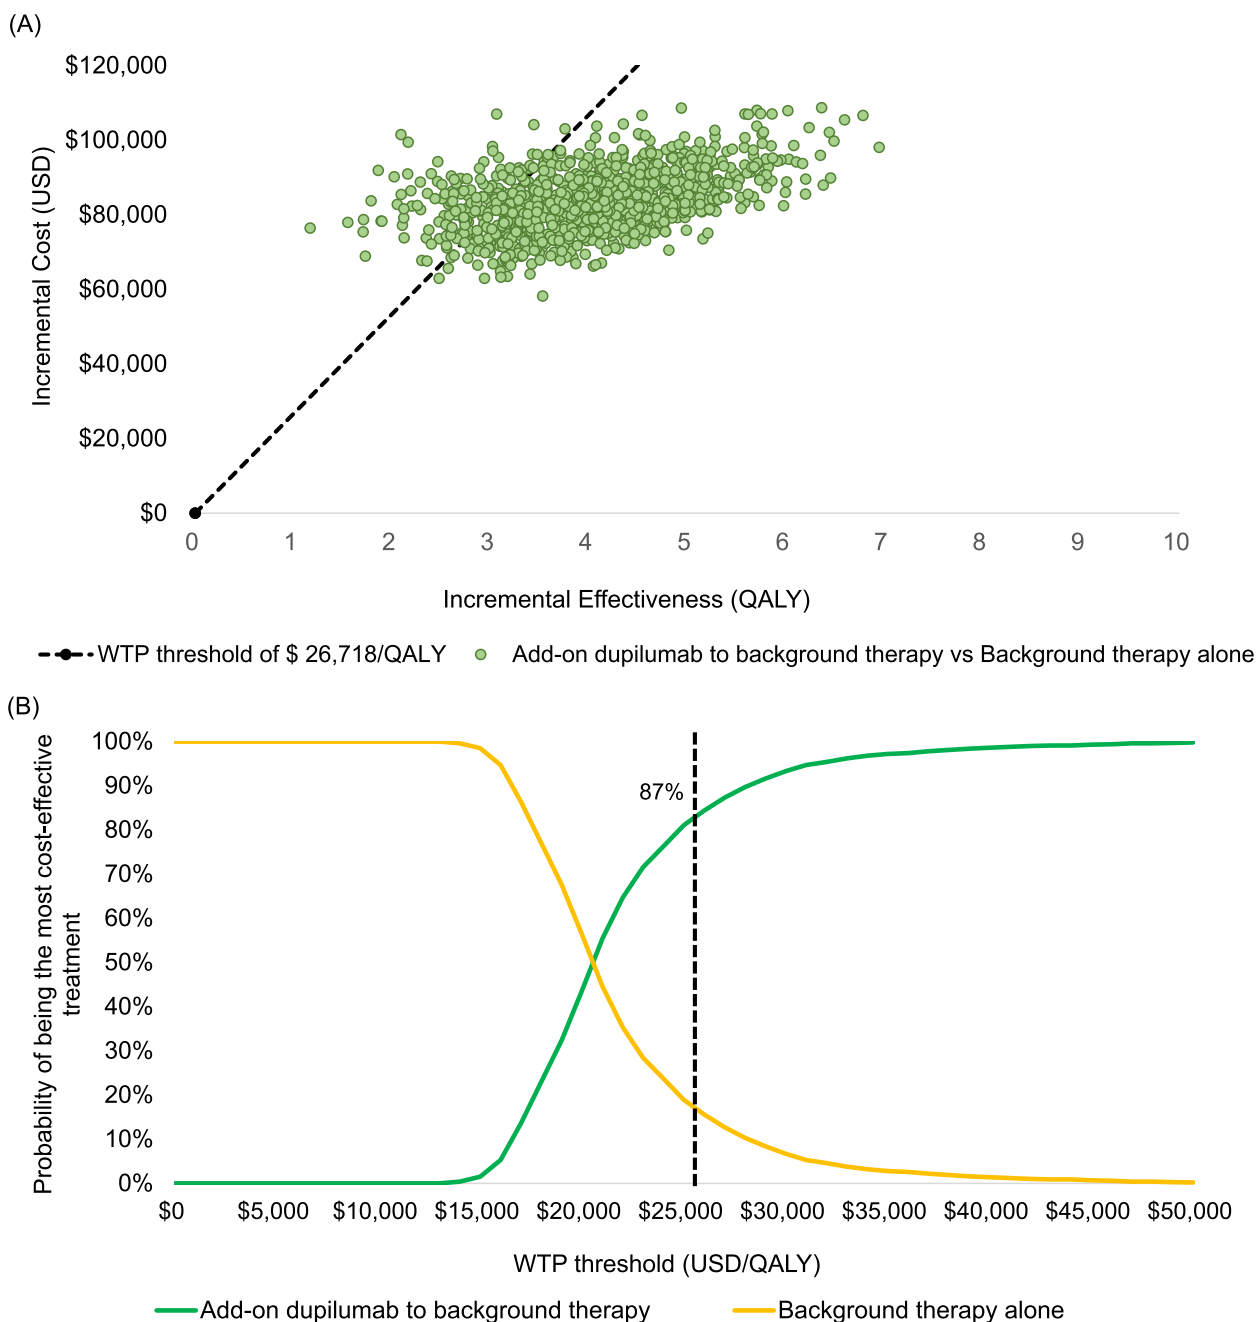 (A)
$120,000
$100,000
$80,000
$60,000
$40,000
$20,000
$0
Incremental Cost (USD)
0 1 2 3 4 5 6 7 8 9 10
Incremental Effectiveness (QALY)
WTP threshold of $ 26,718/QALY
Add-on dupilumab to background therapy vs Background therapy alone
(B)
100%
90%
80%
70%
60%
50%
40%
30%
20%
10%
0%
Probability of being the most cost-effective
treatment
87%
$0 $5,000 $10,000 $15,000 $20,000 $25,000 $30,000 $35,000 $40,000 $45,000 $50,000
WTP threshold (USD/QALY)
Add-on dupilumab to background therapy
Background therapy alone